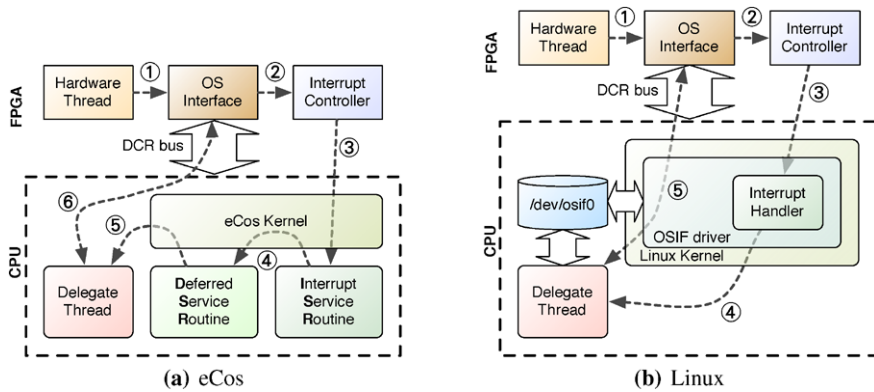 FPGA
Hardware
Thread
①
OS
Interface
②
Interrupt
Controller
DCR bus
③
CPU
⑥
⑤
eCos Kernel
④
Delegate
Thread
Deferred
Service
Routine
Interrupt
Service
Routine
(a) eCos
FPGA
Hardware
Thread
①
OS
Interface
②
Interrupt
Controller
DCR bus
③
CPU
/dev/osif0
⑤
Interrupt
Handler
OSIF driver
Linux Kernel
Delegate
Thread
④
(b) Linux